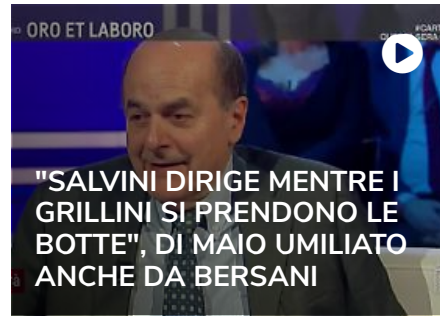 ORO ET LABORO
"SALVINI DIRIGE MENTRE I
GRILLINI SI PRENDONO LE
BOTTE", DI MAIO UMILIATO
ANCHE DA BERSANI